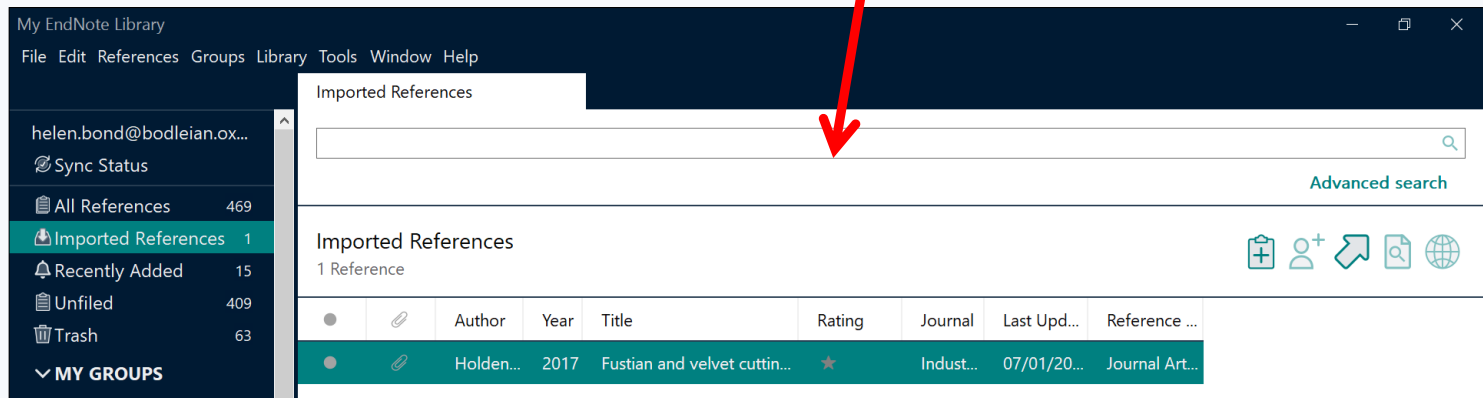 My EndNote Library
File Edit References Groups Library Tools Window Help
Imported References
helen.bond@bodleian.ox...
Sync Status
Advanced search
All References 469
Imported References 1
Recently Added 15
Unfiled 409
Trash 63
MY GROUPS
Imported References
1 Reference
Author Year Title Rating Journal Last Upd... Reference ...
Holden... 2017 Fustian and velvet cuttin... Indust... 07/01/20... Journal Art...